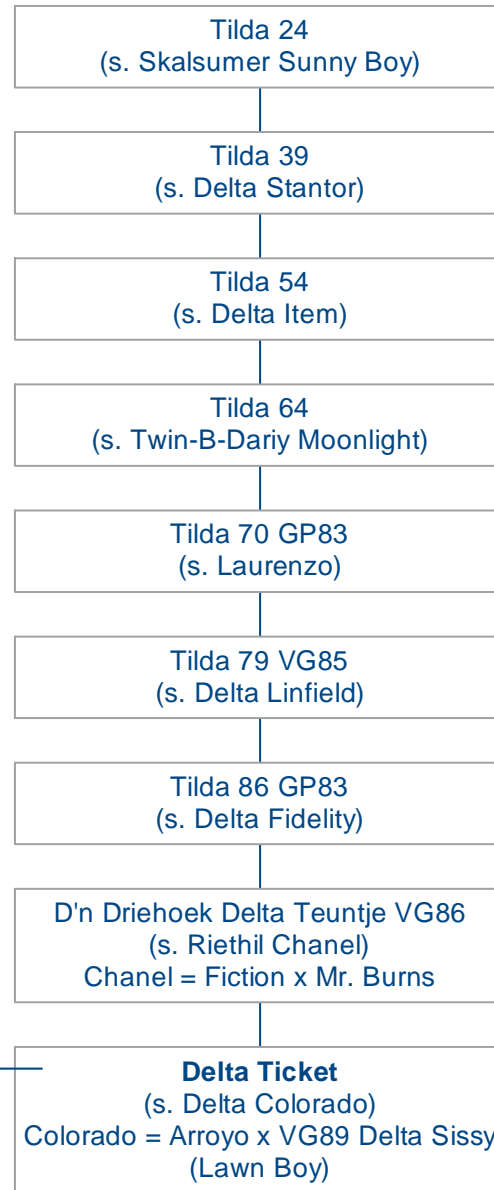 Tilda 24
(s. Skalsumer Sunny Boy)
Tilda 39
(s. Delta Stantor)
Tilda 54
(s. Delta Item)
Tilda 64
(s. Twin-B-Dariy Moonlight)
Tilda 70 GP83
(s. Laurenzo)
Tilda 79 VG85
(s. Delta Linfield)
Tilda 86 GP83
(s. Delta Fidelity)
D'n Driehoek Delta Teuntje VG86
(s. Riethil Chanel)
Chanel = Fiction x Mr. Burns
Delta Ticket
(s. Delta Colorado)
Colorado = Arroyo x VG89 Delta Sissy
(Lawn Boy)